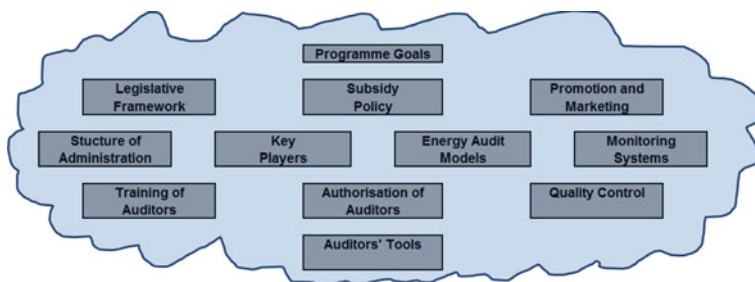 Programme Goals
Legislative
Framework
Subsidy
Policy
Promotion and
Marketing
Stucture of
Administration
Key
Players
Energy Audit
Models
Monitoring
Systems
Training of
Auditors
Authorisation of
Auditors
Quality Control
Auditors' Tools